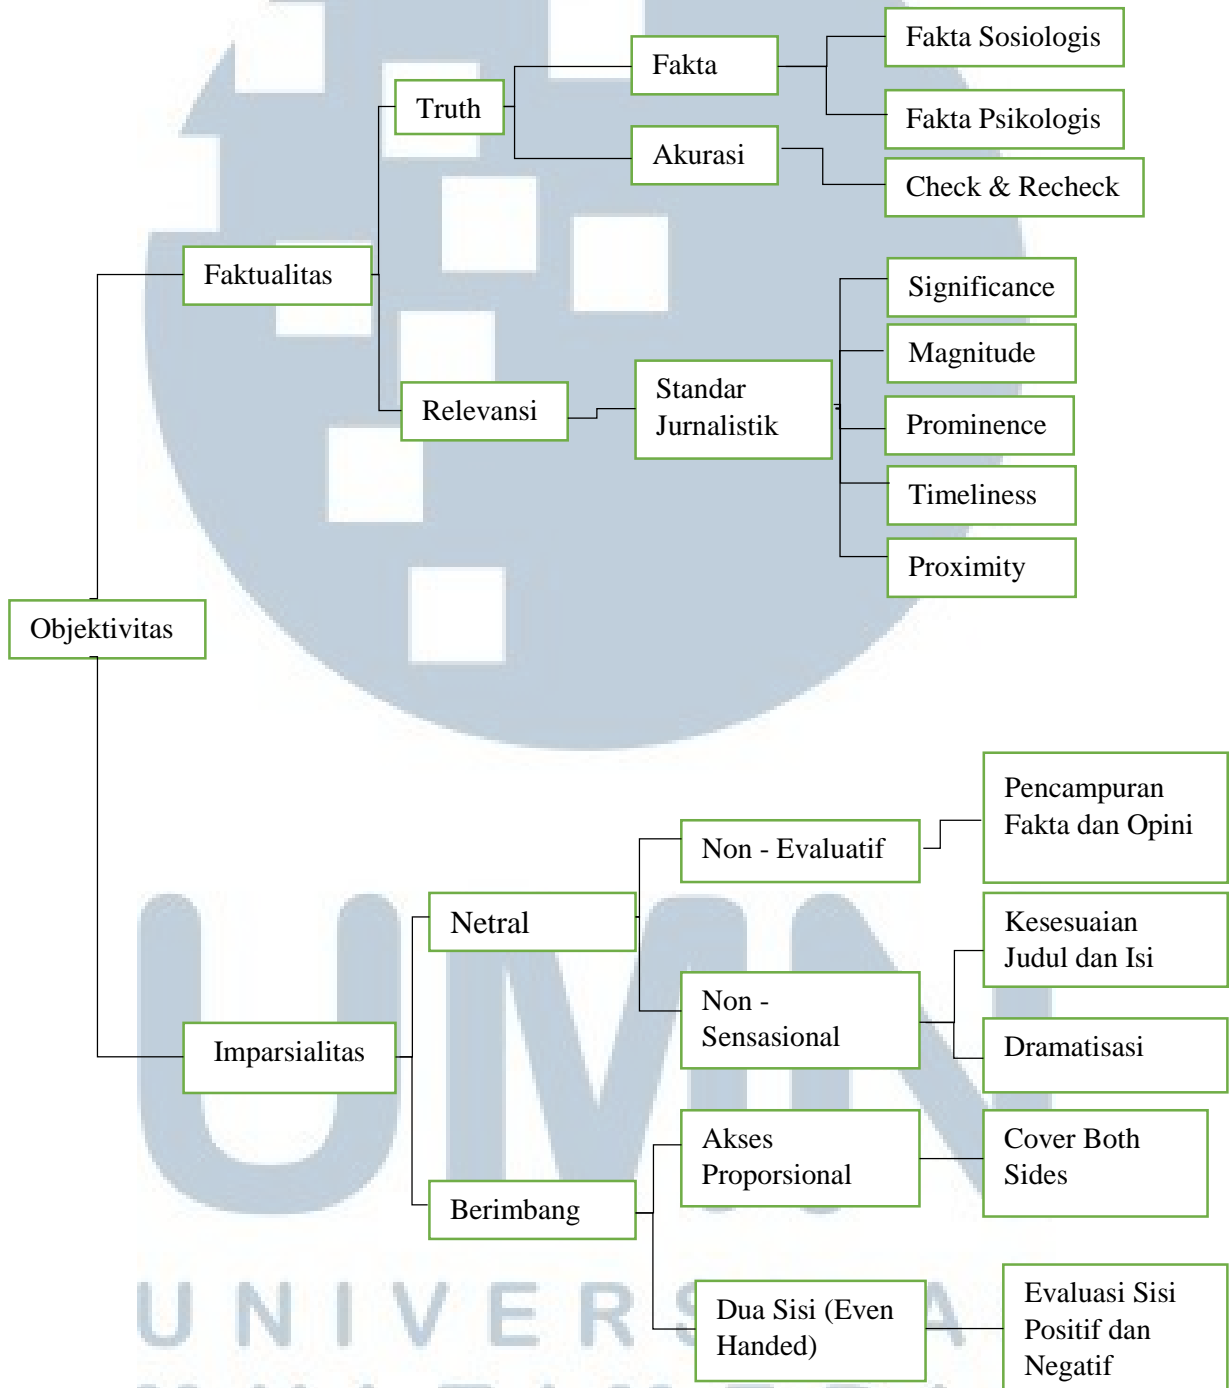 Fakta Sosiologis
Fakta
Truth
Fakta Psikologis
Akurasi
Check & Recheck
Faktualitas
Significance
Magnitude
Standar
Jurnalistik
Relevansi
Prominence
Timeliness
Proximity
Objektivitas
Pencampuran
Fakta dan Opini
Non - Evaluatif
Netral
Kesesuaian
Judul dan Isi
Non -
Sensasional
Dramatisasi
Imparsialitas
Akses
Proporsional
Cover Both
Sides
Berimbang
Dua Sisi (Even
Handed)
Evaluasi Sisi
Positif dan
Negatif
UMN